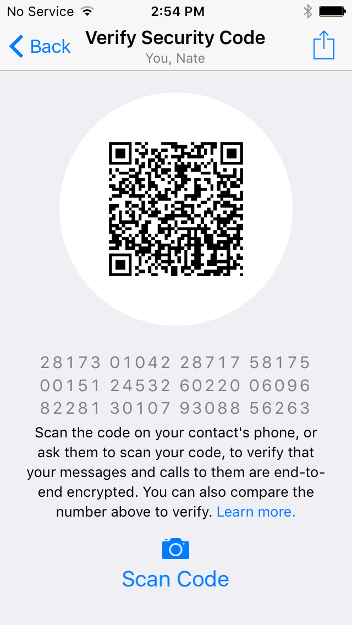 No Service 2:54 PM
Back Verify Security Code
You, Nate
28173 01042 28717 58175
00151 24532 60220 06096
82281 30107 93088 56263
Scan the code on your contact's phone, or
ask them to scan your code, to verify that
your messages and calls to them are end-to-
end encrypted. You can also compare the
number above to verify. Learn more.
Scan Code